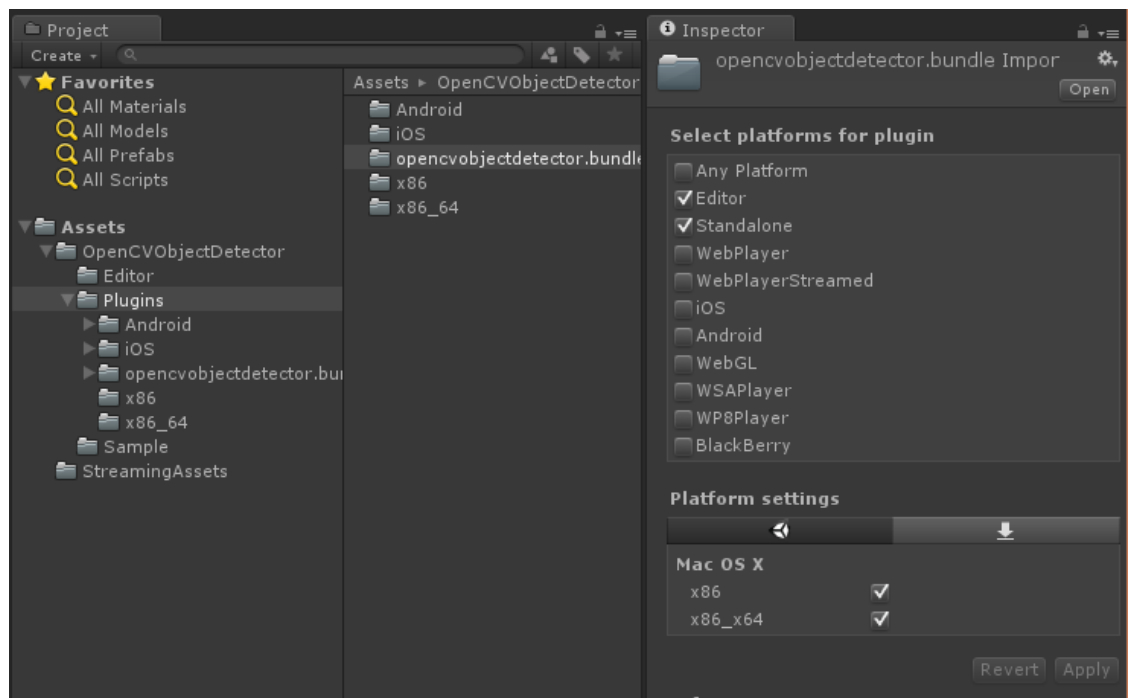 Project
Create
Favorites
All Materials
All Models
All Prefabs
All Scripts
Assets
OpenCVObjectDetector
Editor
Plugins
Android
iOS
opencvobjectdetector.bun
x86
x86_64
Sample
StreamingAssets
Assets ▸ OpenCVObjectDetector
Android
iOS
opencvobjectdetector.bundle
x86
x86_64
Inspector
opencvobjectdetector.bundle Impor
Open
Select platforms for plugin
Any Platform
Editor
Standalone
WebPlayer
WebPlayerStreamed
iOS
Android
WebGL
WSAPlayer
WP8Player
BlackBerry
Platform settings
Mac OS X
x86
x86_x64
Revert Apply